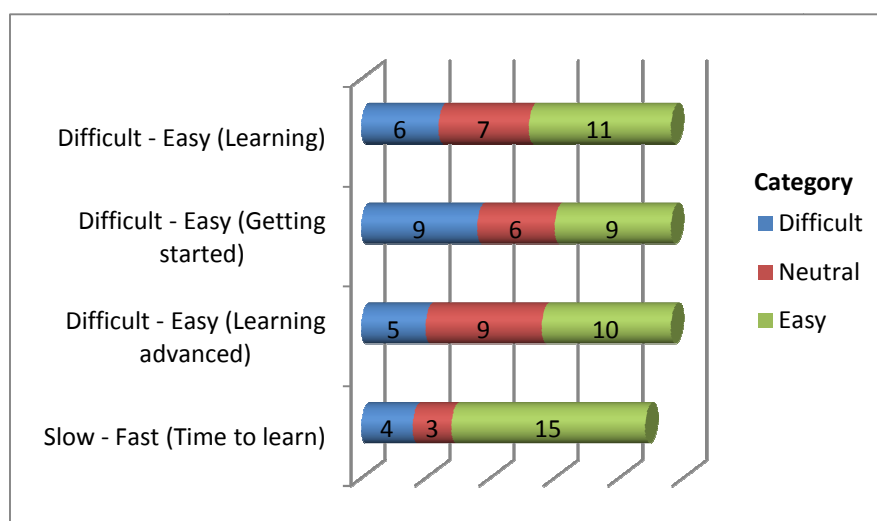 Difficult - Easy (Learning)
6 7 11
Difficult - Easy (Getting
started)
9 6 9
Difficult - Easy (Learning
advanced)
5 9 10
Slow - Fast (Time to learn)
4 3 15
Category
Difficult
Neutral
Easy